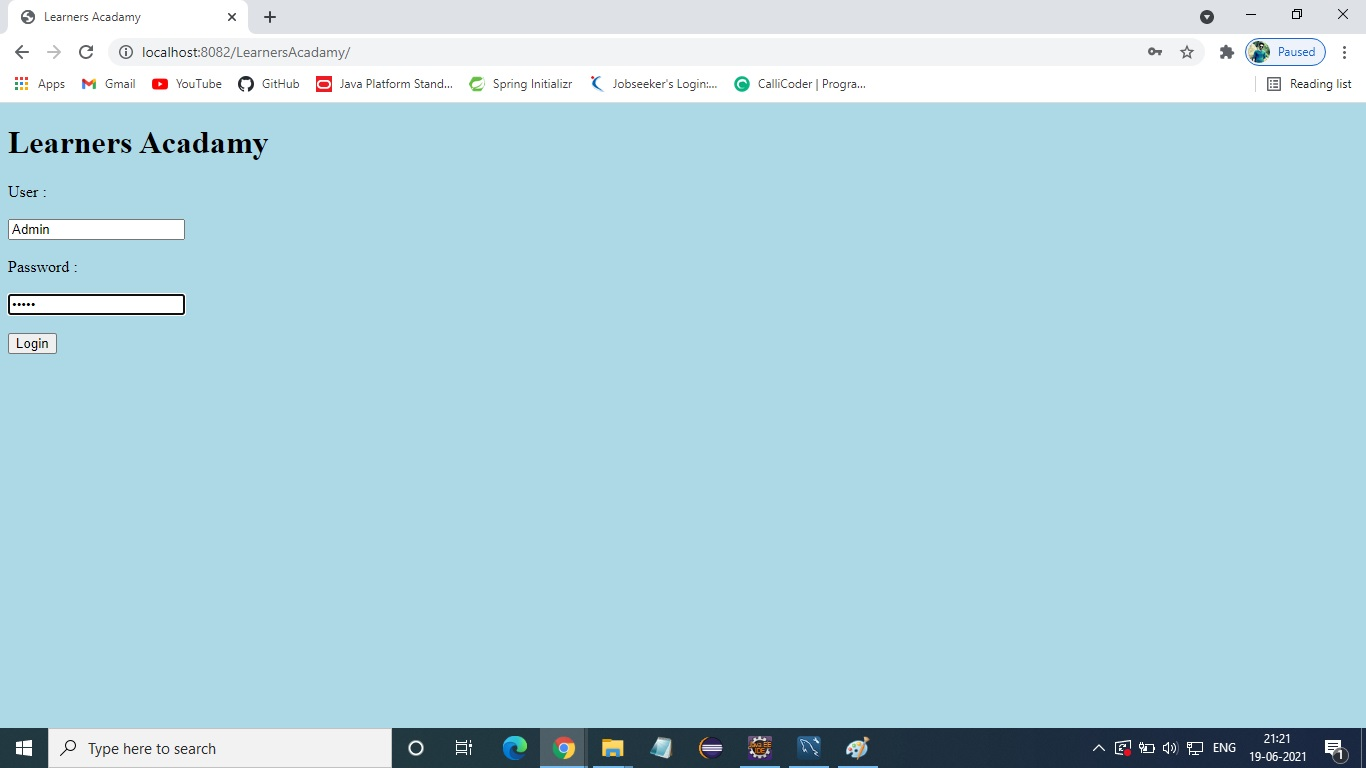 Learners Acadamy
localhost:8082/LearnersAcadamy/
Paused
Apps Gmail YouTube GitHub Java Platform Stand... Spring Initializr Jobseeker's Login:... CalliCoder | Progra... Reading list
Learners Acadamy
User :
Admin
Password :
•••••
Login
Type here to search
ENG
21:21
19-06-2021
1